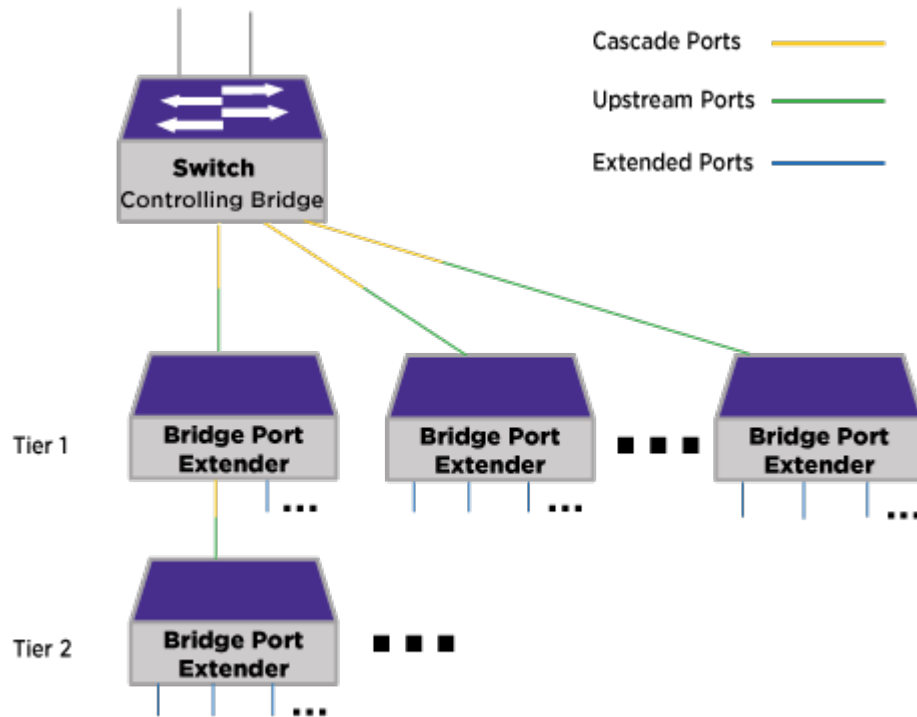 Cascade Ports
Upstream Ports
Extended Ports
Switch
Controlling Bridge
Tier 1
Bridge Port
Extender
...
Bridge Port
Extender
...
Bridge Port
Extender
...
Tier 2
Bridge Port
Extender
...